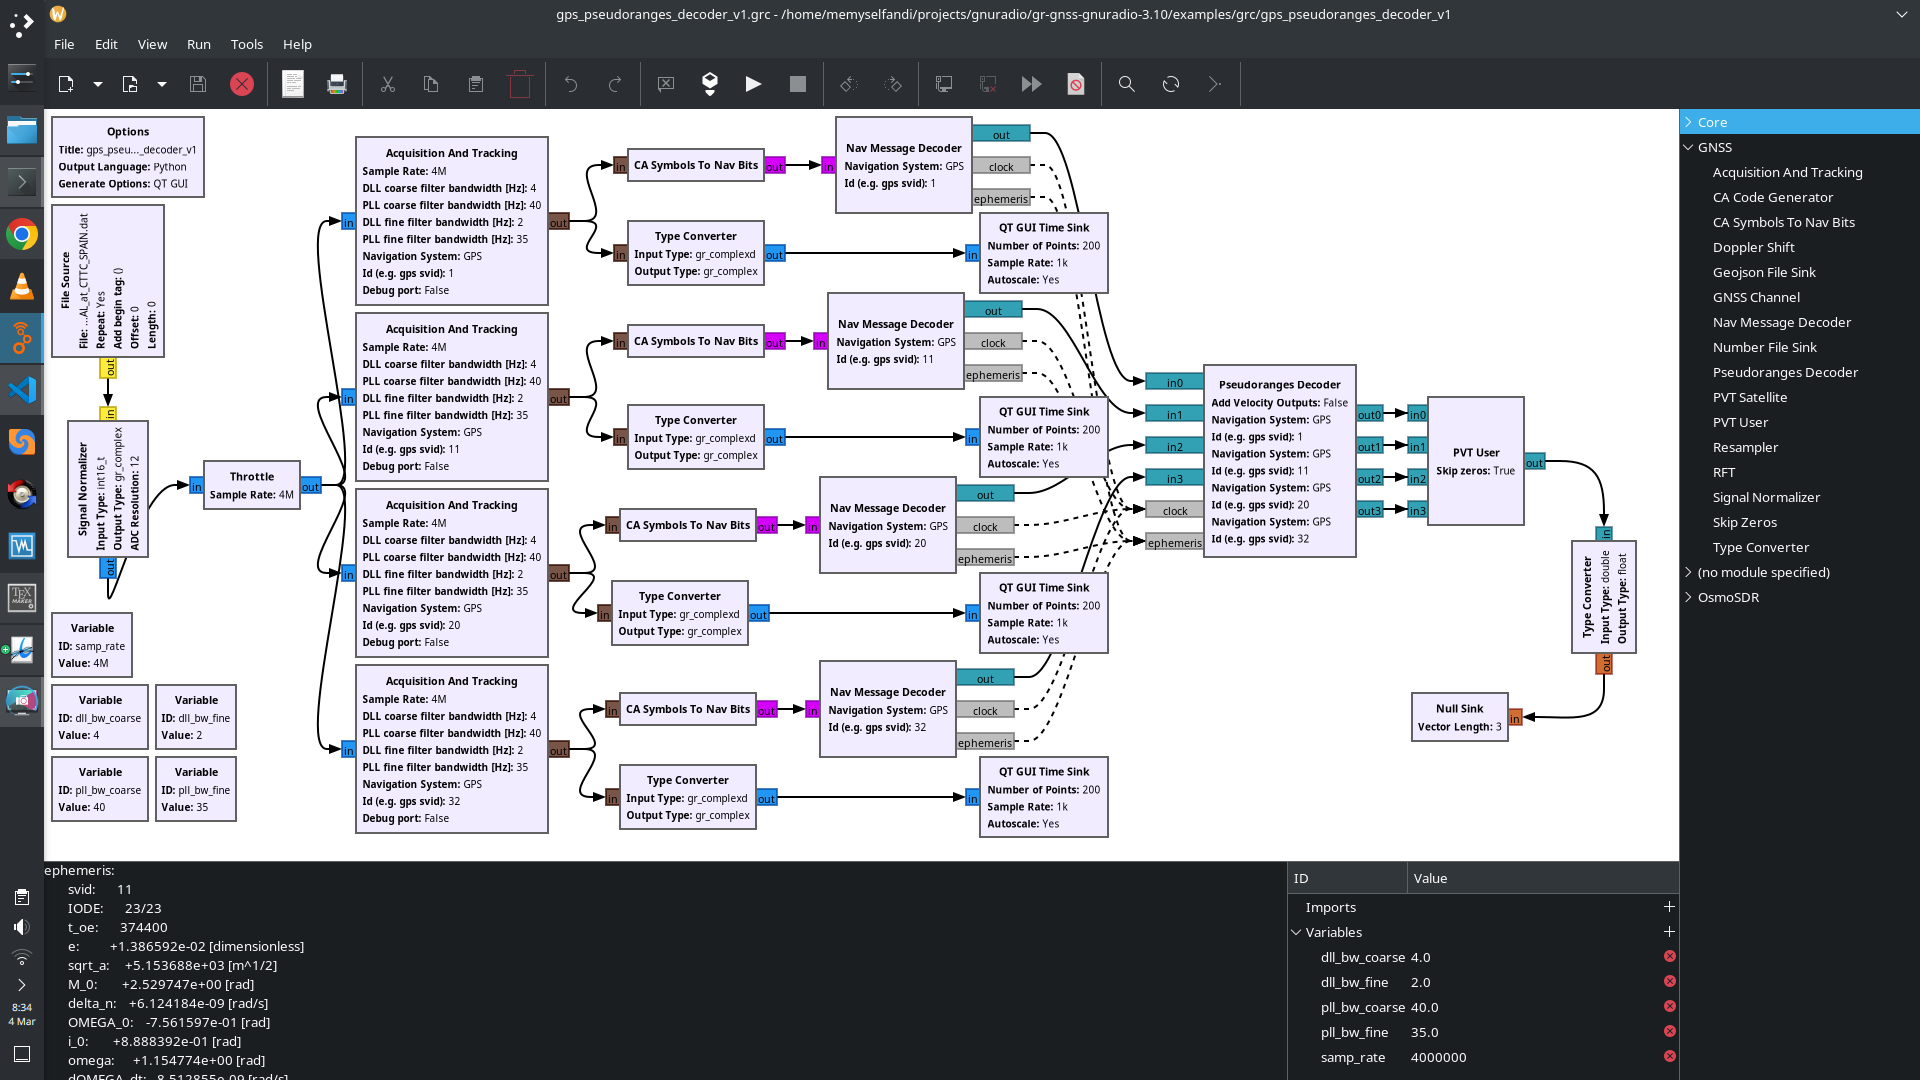 gps_pseudoranges_decoder_v1.grc - /home/memyselfandi/projects/gnuradio/gr-gnss-gnuradio-3.10/examples/grc/gps_pseudoranges_decoder_v1
File Edit View Run Tools Help
Options
Title: gps_pseu..._decoder_v1
Output Language: Python
Generate Options: QT GUI
File Source
File: ...AL_at_CTTC_SPAIN.dat
Repeat: Yes
Add begin tag: ()
Offset: 0
Length: 0
out
in
Signal Normalizer
Input Type: int16_t
Output Type: gr_complex
ADC Resolution: 12
out
in
Throttle
Sample Rate: 4M
out
Variable
ID: samp_rate
Value: 4M
Variable
ID: dll_bw_coarse
Value: 4
Variable
ID: dll_bw_fine
Value: 2
Variable
ID: pll_bw_coarse
Value: 40
Variable
ID: pll_bw_fine
Value: 35
in
Acquisition And Tracking
Sample Rate: 4M
DLL coarse filter bandwidth [Hz]: 4
PLL coarse filter bandwidth [Hz]: 40
DLL fine filter bandwidth [Hz]: 2
PLL fine filter bandwidth [Hz]: 35
Navigation System: GPS
Id (e.g. gps svid): 1
Debug port: False
out
in
CA Symbols To Nav Bits
out
in
Nav Message Decoder
Navigation System: GPS
Id (e.g. gps svid): 1
out
clock
ephemeris
in
Type Converter
Input Type: gr_complexd
Output Type: gr_complex
out
in
QT GUI Time Sink
Number of Points: 200
Sample Rate: 1k
Autoscale: Yes
in
Acquisition And Tracking
Sample Rate: 4M
DLL coarse filter bandwidth [Hz]: 4
PLL coarse filter bandwidth [Hz]: 40
DLL fine filter bandwidth [Hz]: 2
PLL fine filter bandwidth [Hz]: 35
Navigation System: GPS
Id (e.g. gps svid): 11
Debug port: False
out
in
CA Symbols To Nav Bits
out
in
Nav Message Decoder
Navigation System: GPS
Id (e.g. gps svid): 11
out
clock
ephemeris
in
Type Converter
Input Type: gr_complexd
Output Type: gr_complex
out
in
QT GUI Time Sink
Number of Points: 200
Sample Rate: 1k
Autoscale: Yes
in
Acquisition And Tracking
Sample Rate: 4M
DLL coarse filter bandwidth [Hz]: 4
PLL coarse filter bandwidth [Hz]: 40
DLL fine filter bandwidth [Hz]: 2
PLL fine filter bandwidth [Hz]: 35
Navigation System: GPS
Id (e.g. gps svid): 20
Debug port: False
out
in
CA Symbols To Nav Bits
out
in
Nav Message Decoder
Navigation System: GPS
Id (e.g. gps svid): 20
out
clock
ephemeris
in
Type Converter
Input Type: gr_complexd
Output Type: gr_complex
out
in
QT GUI Time Sink
Number of Points: 200
Sample Rate: 1k
Autoscale: Yes
in
Acquisition And Tracking
Sample Rate: 4M
DLL coarse filter bandwidth [Hz]: 4
PLL coarse filter bandwidth [Hz]: 40
DLL fine filter bandwidth [Hz]: 2
PLL fine filter bandwidth [Hz]: 35
Navigation System: GPS
Id (e.g. gps svid): 32
Debug port: False
out
in
CA Symbols To Nav Bits
out
in
Nav Message Decoder
Navigation System: GPS
Id (e.g. gps svid): 32
out
clock
ephemeris
in
Type Converter
Input Type: gr_complexd
Output Type: gr_complex
out
in
QT GUI Time Sink
Number of Points: 200
Sample Rate: 1k
Autoscale: Yes
in0
in1
in2
in3
clock
ephemeris
Pseudoranges Decoder
Add Velocity Outputs: False
Navigation System: GPS
Id (e.g. gps svid): 1
Navigation System: GPS
Id (e.g. gps svid): 11
Navigation System: GPS
Id (e.g. gps svid): 20
Navigation System: GPS
Id (e.g. gps svid): 32
out0
out1
out2
out3
in0
in1
in2
in3
PVT User
Skip zeros: True
out
in
Type Converter
Input Type: double
Output Type: float
out
Null Sink
Vector Length: 3
in
Core
GNSS
Acquisition And Tracking
CA Code Generator
CA Symbols To Nav Bits
Doppler Shift
Geojson File Sink
GNSS Channel
Nav Message Decoder
Number File Sink
Pseudoranges Decoder
PVT Satellite
PVT User
Resampler
RFT
Signal Normalizer
Skip Zeros
Type Converter
(no module specified)
OsmoSDR
ephemeris:
svid: 11
IODE: 23/23
t_oe: 374400
e: +1.386592e-02 [dimensionless]
sqrt_a: +5.153688e+03 [m^1/2]
M_0: +2.529747e+00 [rad]
delta_n: +6.124184e-09 [rad/s]
OMEGA_0: -7.561597e-01 [rad]
i_0: +8.888392e-01 [rad]
omega: +1.154774e+00 [rad]
dOMEGA_dt: -8.512855e-09 [rad/s]
ID Value
Imports
Variables
dll_bw_coarse 4.0
dll_bw_fine 2.0
pll_bw_coarse 40.0
pll_bw_fine 35.0
samp_rate 4000000
TEX
MAKER
8:34
4 Mar